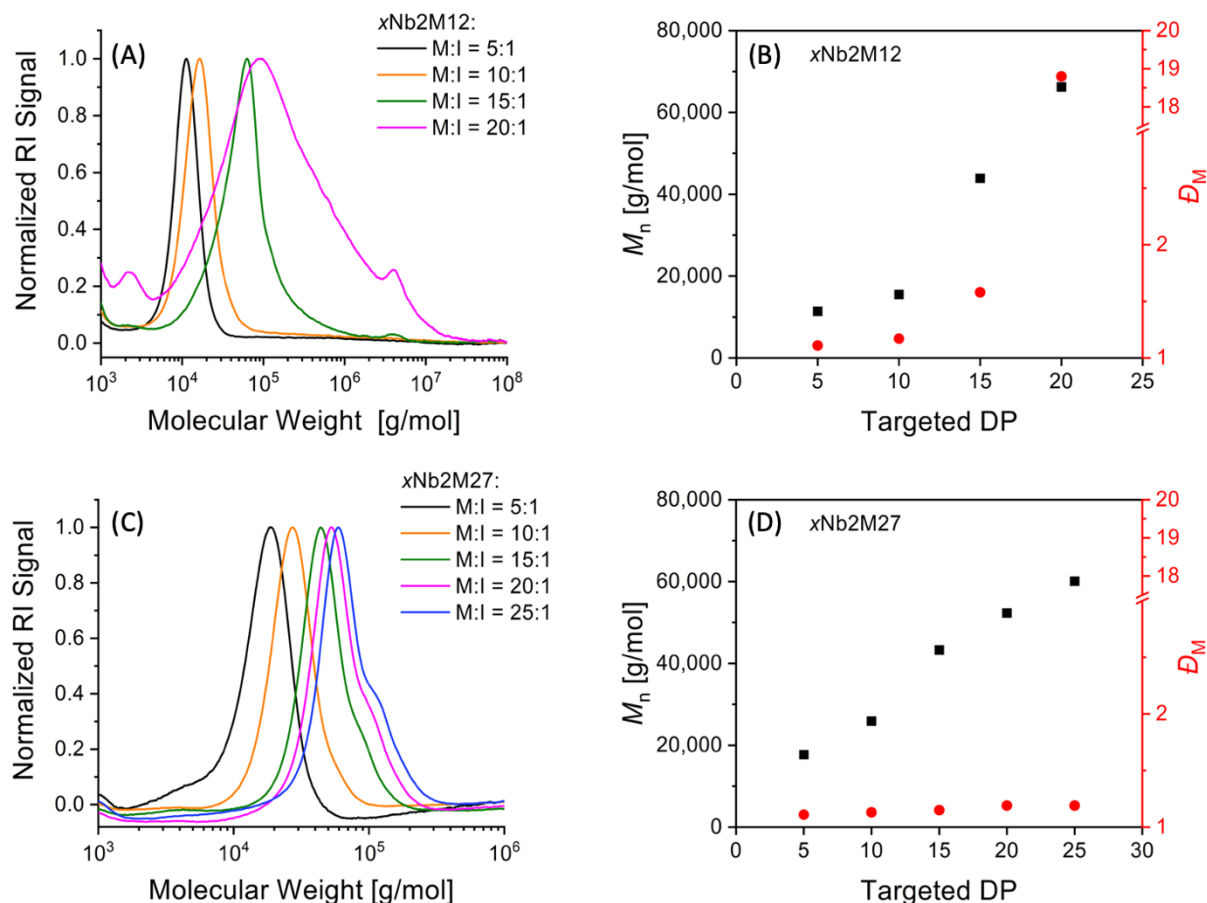 (A)
xNb2M12:
M:I = 5:1
M:I = 10:1
M:I = 15:1
M:I = 20:1
Normalized RI Signal
1.0
0.8
0.6
0.4
0.2
0.0
10³ 10⁴ 10⁵ 10⁶ 10⁷ 10⁸
Molecular Weight [g/mol]
(B) xNb2M12
Mn [g/mol]
80,000
60,000
40,000
20,000
0
20
19
18
2
1
ĐM
0 5 10 15 20 25
Targeted DP
(C)
xNb2M27:
M:I = 5:1
M:I = 10:1
M:I = 15:1
M:I = 20:1
M:I = 25:1
Normalized RI Signal
1.0
0.8
0.6
0.4
0.2
0.0
10³ 10⁴ 10⁵ 10⁶
Molecular Weight [g/mol]
(D) xNb2M27
Mn [g/mol]
80,000
60,000
40,000
20,000
0
20
19
18
2
1
ĐM
0 5 10 15 20 25 30
Targeted DP